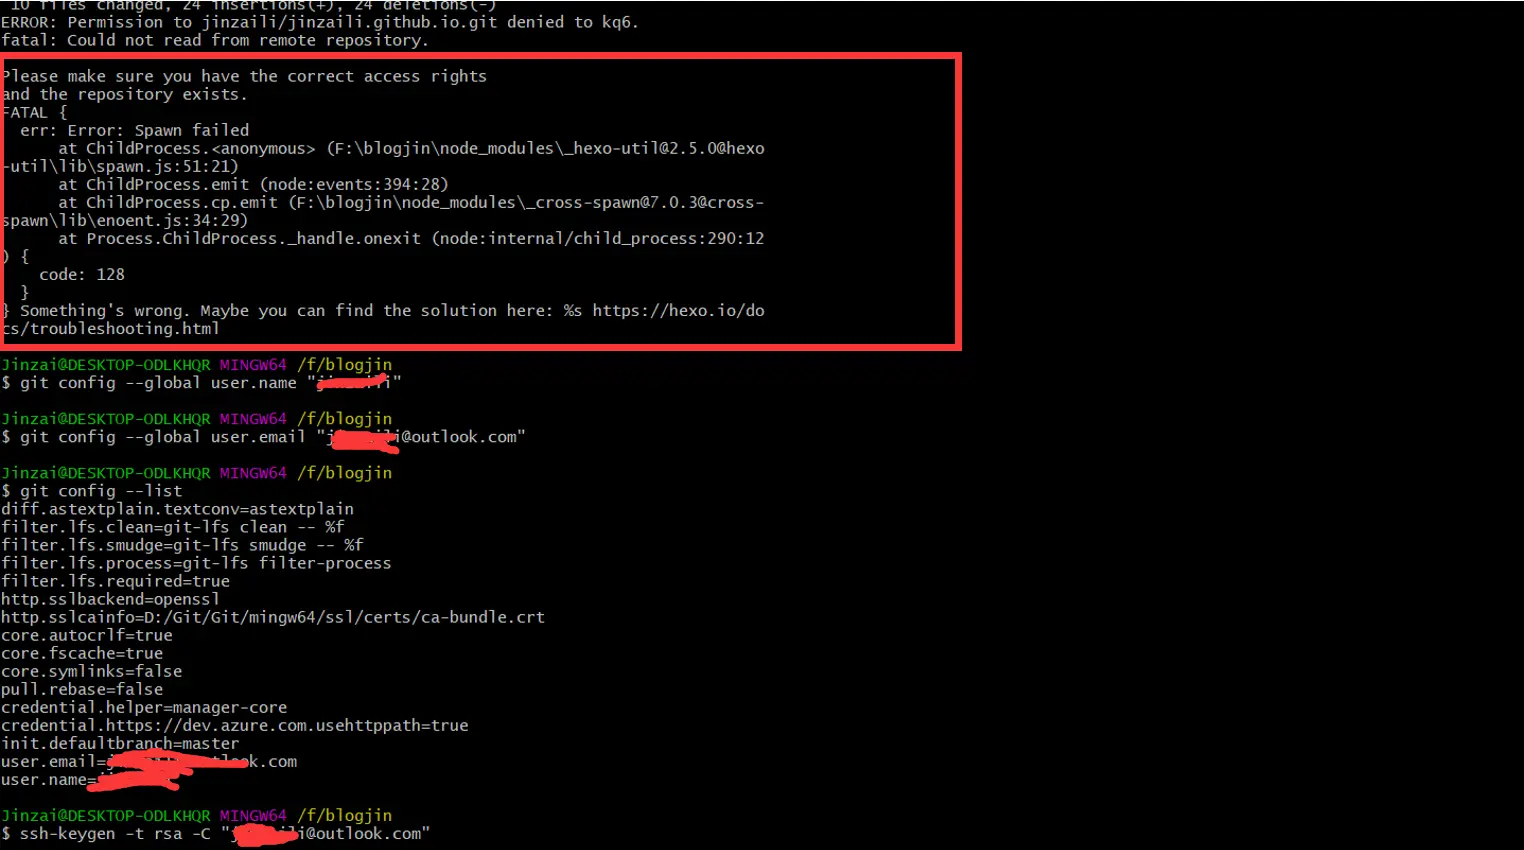 10 files changed, 24 insertions(+), 24 deletions(-)
ERROR: Permission to jinzaili/jinzaili.github.io.git denied to kq6.
fatal: Could not read from remote repository.
Please make sure you have the correct access rights
and the repository exists.
FATAL {
err: Error: Spawn failed
at ChildProcess.<anonymous> (F:\blogjin\node_modules\_hexo-util@2.5.0@hexo
-util\lib\spawn.js:51:21)
at ChildProcess.emit (node:events:394:28)
at ChildProcess.cp.emit (F:\blogjin\node_modules\_cross-spawn@7.0.3@cross-
spawn\lib\enoent.js:34:29)
at Process.ChildProcess._handle.onexit (node:internal/child_process:290:12
) {
code: 128
}
} Something's wrong. Maybe you can find the solution here: %s https://hexo.io/do
cs/troubleshooting.html
Jinzai@DESKTOP-ODLKHQR MINGW64 /f/blogjin
$ git config --global user.name "
Jinzai@DESKTOP-ODLKHQR MINGW64 /f/blogjin
$ git config --global user.email "@outlook.com"
Jinzai@DESKTOP-ODLKHQR MINGW64 /f/blogjin
$ git config --list
diff.astextplain.textconv=astextplain
filter.lfs.clean=git-lfs clean -- %f
filter.lfs.smudge=git-lfs smudge -- %f
filter.lfs.process=git-lfs filter-process
filter.lfs.required=true
http.sslbackend=openssl
http.sslcainfo=D:/Git/Git/mingw64/ssl/certs/ca-bundle.crt
core.autocrlf=true
core.fscache=true
core.symlinks=false
pull.rebase=false
credential.helper=manager-core
credential.https://dev.azure.com.usehttppath=true
init.defaultbranch=master
user.email=k.com
user.name=
Jinzai@DESKTOP-ODLKHQR MINGW64 /f/blogjin
$ ssh-keygen -t rsa -C "@outlook.com"